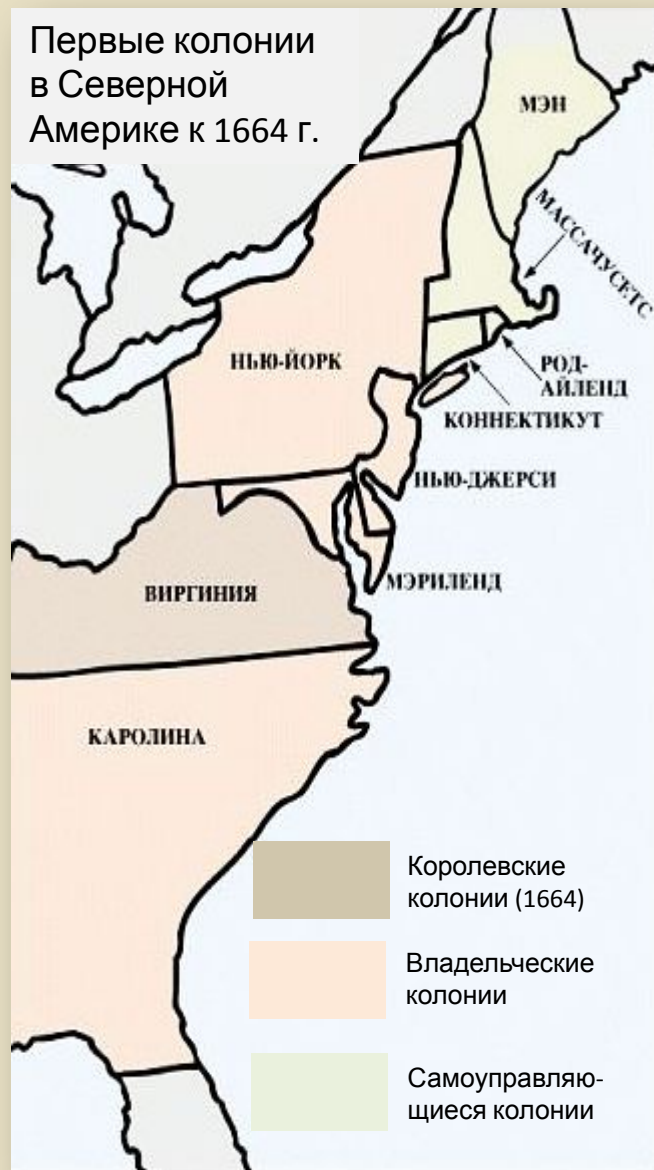 Первые колонии
в Северной
Америке к 1664 г.
МЭН
МАССАЧУСЕТС
НЬЮ-ЙОРК
РОД-
АЙЛЕНД
КОННЕКТИКУТ
НЬЮ-ДЖЕРСИ
МЭРИЛЕНД
ВИРГИНИЯ
КАРОЛИНА
Королевские
колонии (1664)
Владельческие
колонии
Самоуправляю-
щиеся колонии